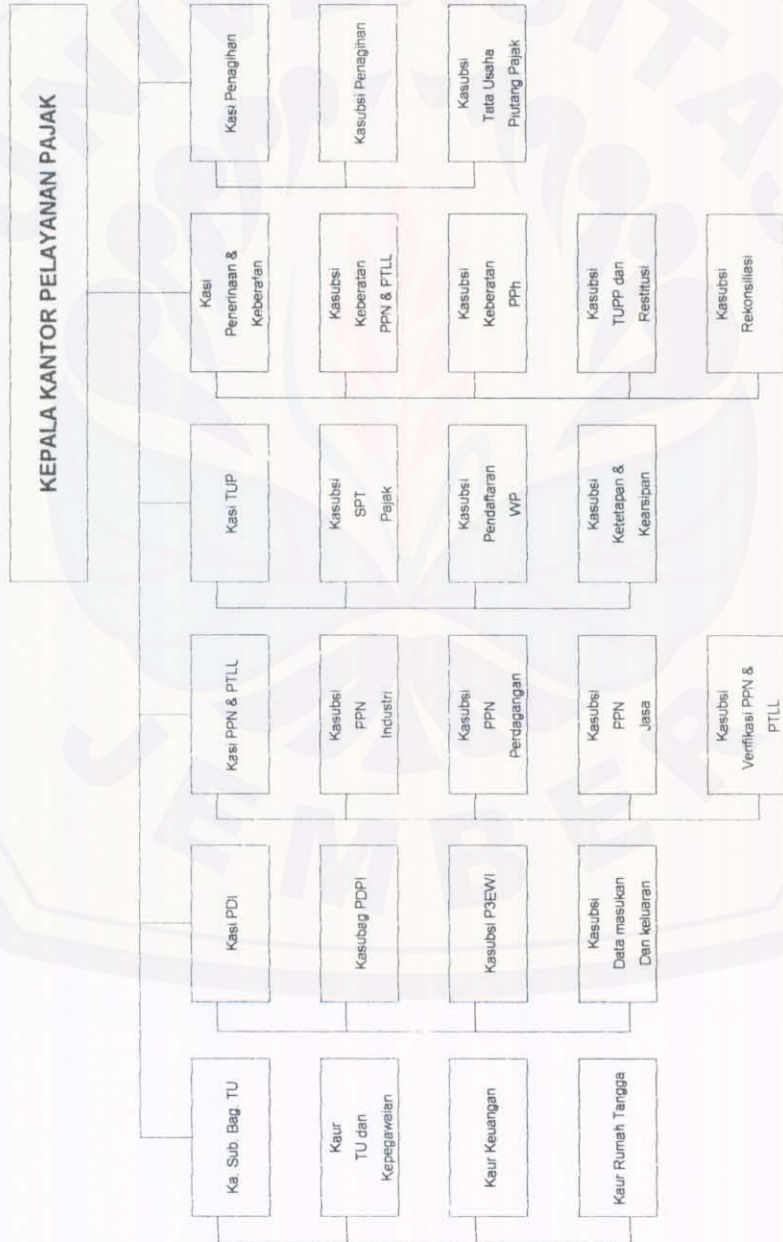 KEPALA KANTOR PELAYANAN PAJAK
Ka. Sub. Bag. TU
Kaur
TU dan
Kepegawaian
Kaur Keuangan
Kaur Rumah Tangga
Kasi PDI
Kasubag PDPI
Kasubsi P3EWI
Kasubsi
Data masukan
Dan keluaran
Kasi PPN & PTLL
Kasubsi
PPN
Industri
Kasubsi
PPN
Perdagangan
Kasubsi
PPN
Jasa
Kasubsi
Verifikasi PPN &
PTLL
Kasi TUP
Kasubsi
SPT
Pajak
Kasubsi
Pendaftaran
WP
Kasubsi
Ketetapan &
Kearsipan
Kasi
Penerimaan &
Keberatan
Kasubsi
Keberatan
PPN & PTLL
Kasubsi
Keberatan
PPh
Kasubsi
TUPP dan
Restitusi
Kasubsi
Rekonsiliasi
Kasi Penagihan
Kasubsi Penagihan
Kasubsi
Tata Usaha
Piutang Pajak
UNIVERSITAS
JEMBER